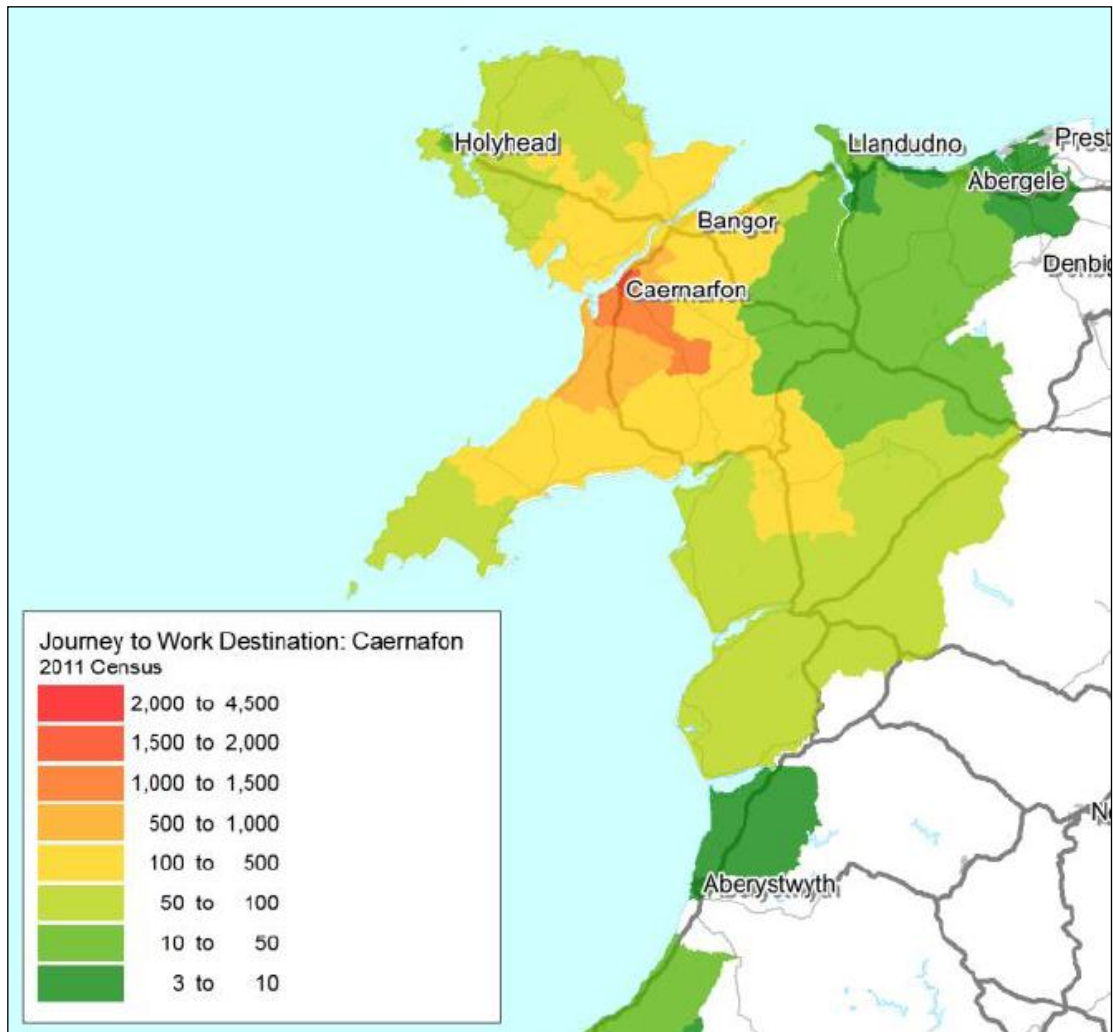 Holyhead
Llandudno
Prest
Abergele
Bangor
Denbig
Caernarfon
Journey to Work Destination: Caernafon
2011 Census
2,000 to 4,500
1,500 to 2,000
1,000 to 1,500
500 to 1,000
100 to 500
50 to 100
10 to 50
3 to 10
Aberystwyth